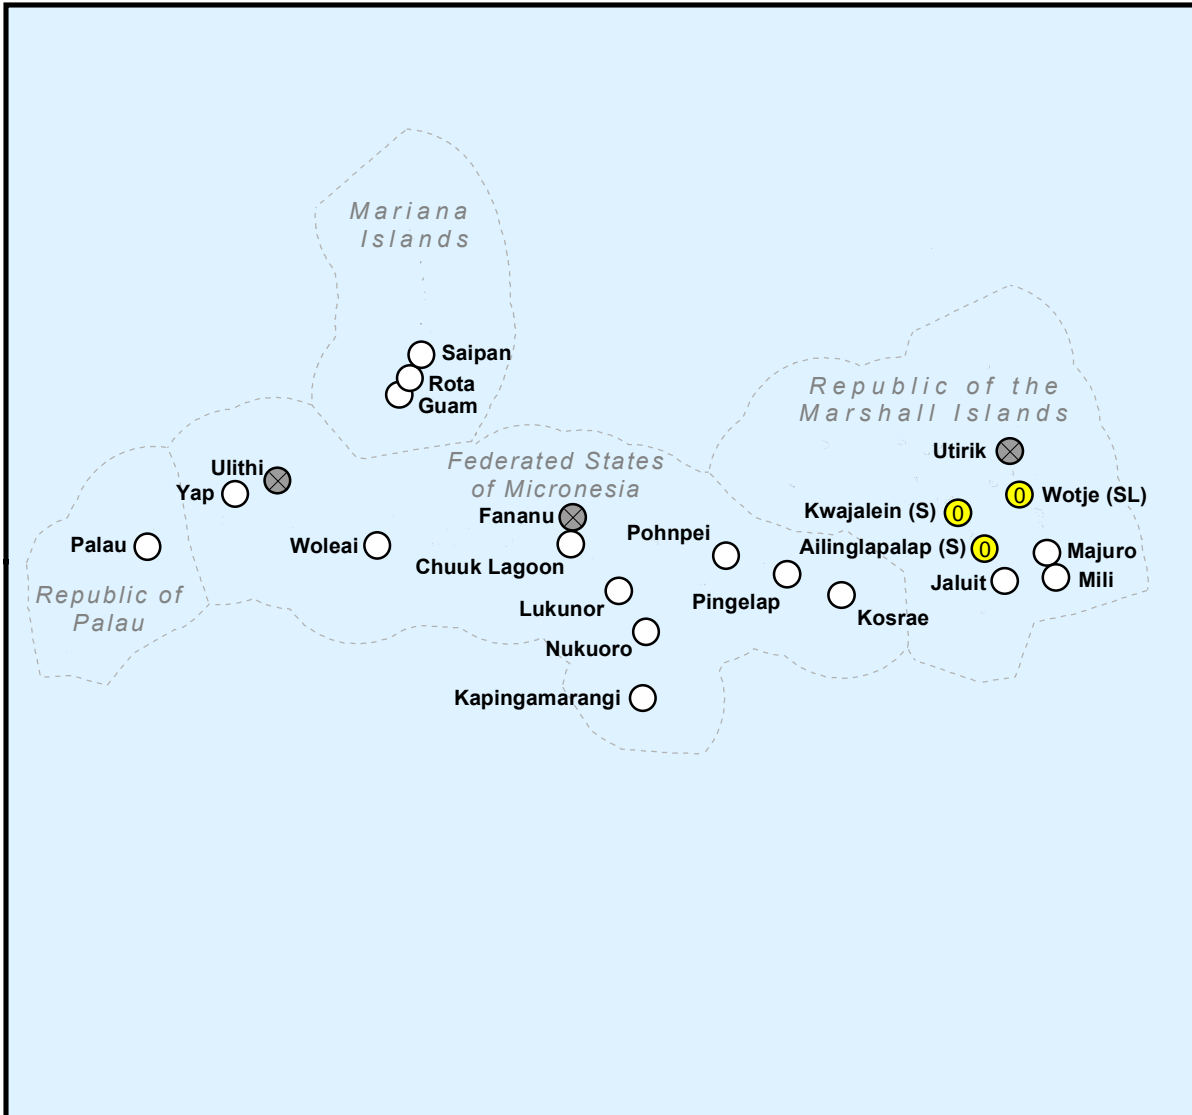 Mariana
Islands
Saipan
Rota
Guam
Republic of the
Marshall Islands
Utirik
Ulithi
Yap
Federated States
of Micronesia
0 Wotje (SL)
Kwajalein (S) 0
Fananu
Pohnpei
Ailinglapalap (S) 0
Majuro
Palau
Woleai
Chuuk Lagoon
Jaluit
Mili
Republic of
Palau
Lukunor
Pingelap
Kosrae
Nukuoro
Kapingamarangi